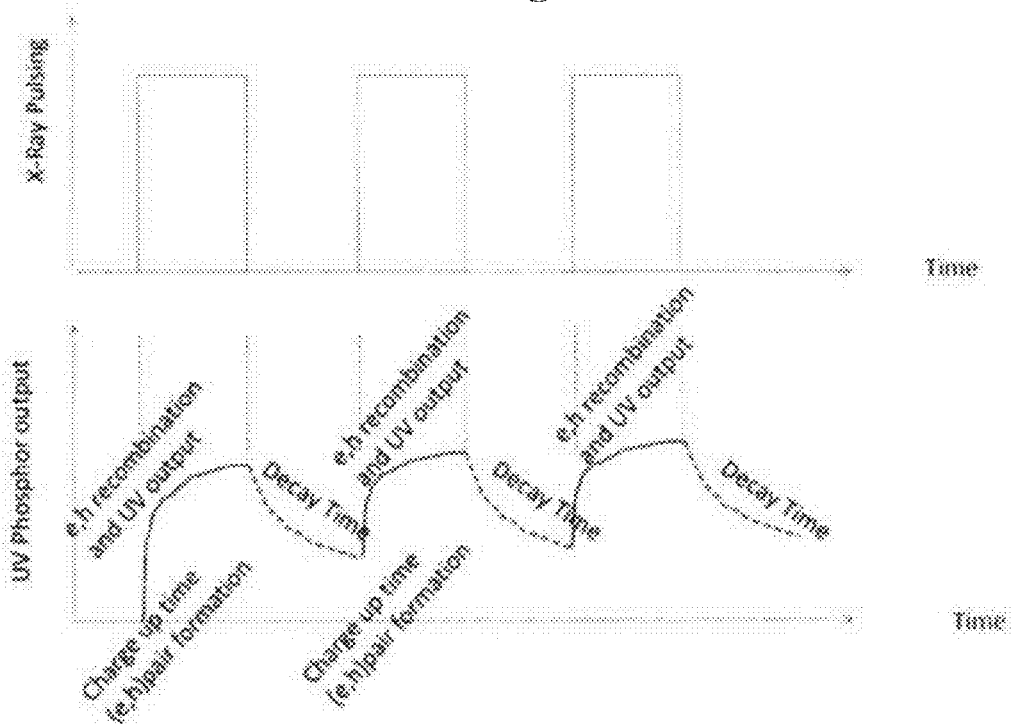 X-Ray Pulsing
Time
UV Phosphor output
e,h recombination
and UV output
Decay Time
e,h recombination
and UV output
Decay Time
e,h recombination
and UV output
Decay Time
Charge up time
(e,h)pair formation
Charge up time
(e,h)pair formation
Time